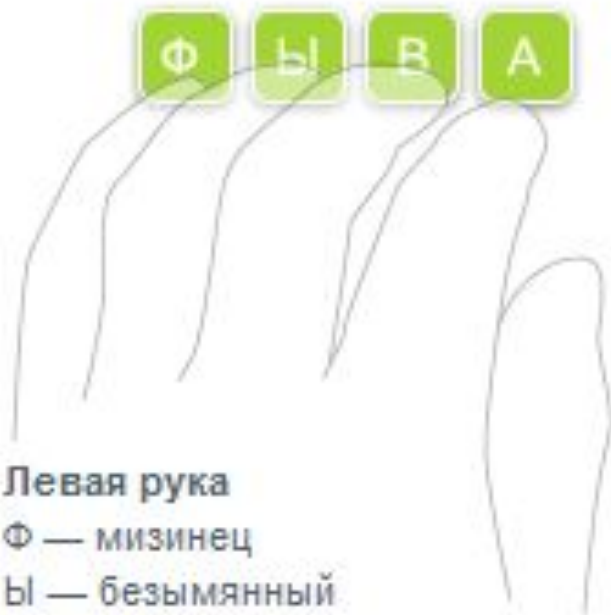 Ф Ы В А
Левая рука
Ф — мизинец
Ы — безымянный